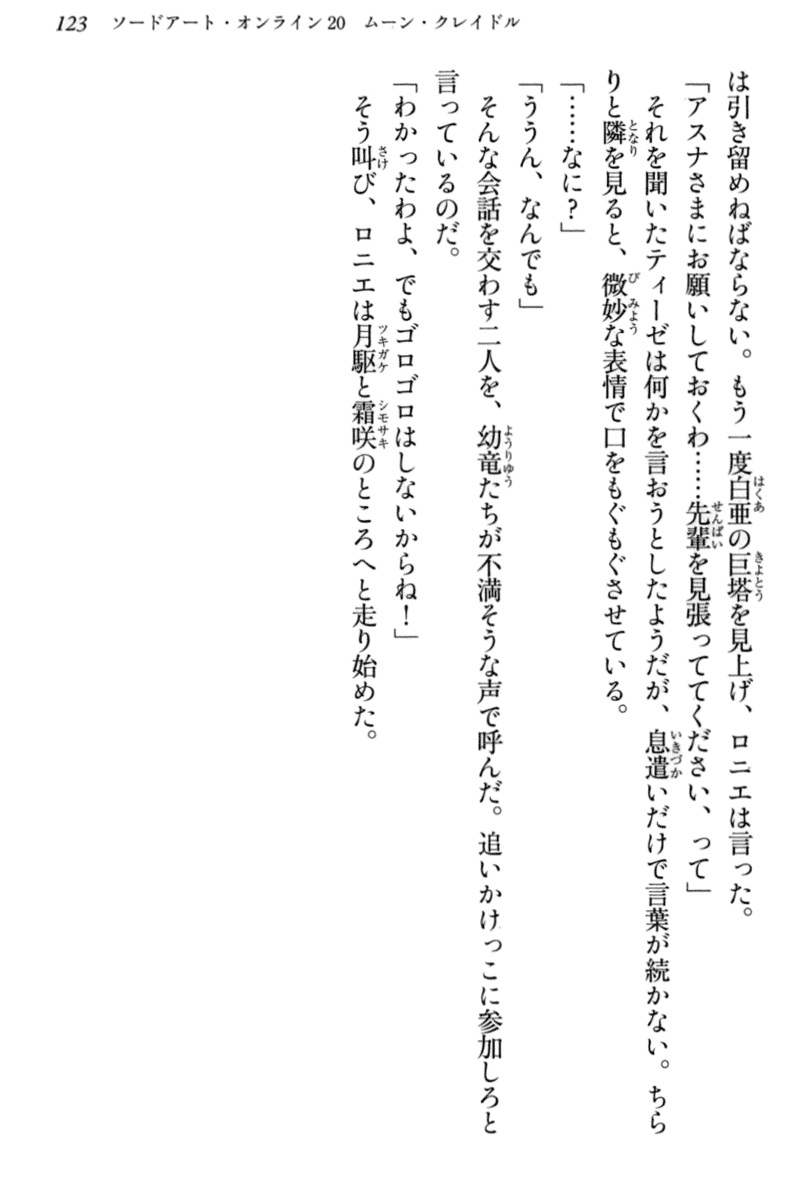 123 ソードアート・オンライン20 ムーン・クレイドル
は引き留めねばならない。もう一度白亜の巨塔を見上げ、ロニエは言った。
「アスナさまにお願いしておくわ……先輩を見張っててください、って」
それを聞いたティーゼは何かを言おうとしたようだが、息遣いだけで言葉が続かない。ちら
りと隣を見ると、微妙な表情で口をもぐもぐさせている。
「……なに？」
「ううん、なんでも」
そんな会話を交わす二人を、幼竜たちが不満そうな声で呼んだ。追いかけっこに参加しろと
言っているのだ。
「わかったわよ、でもゴロゴロはしないからね！」
そう叫び、ロニエは月駆と霜咲のところへと走り始めた。